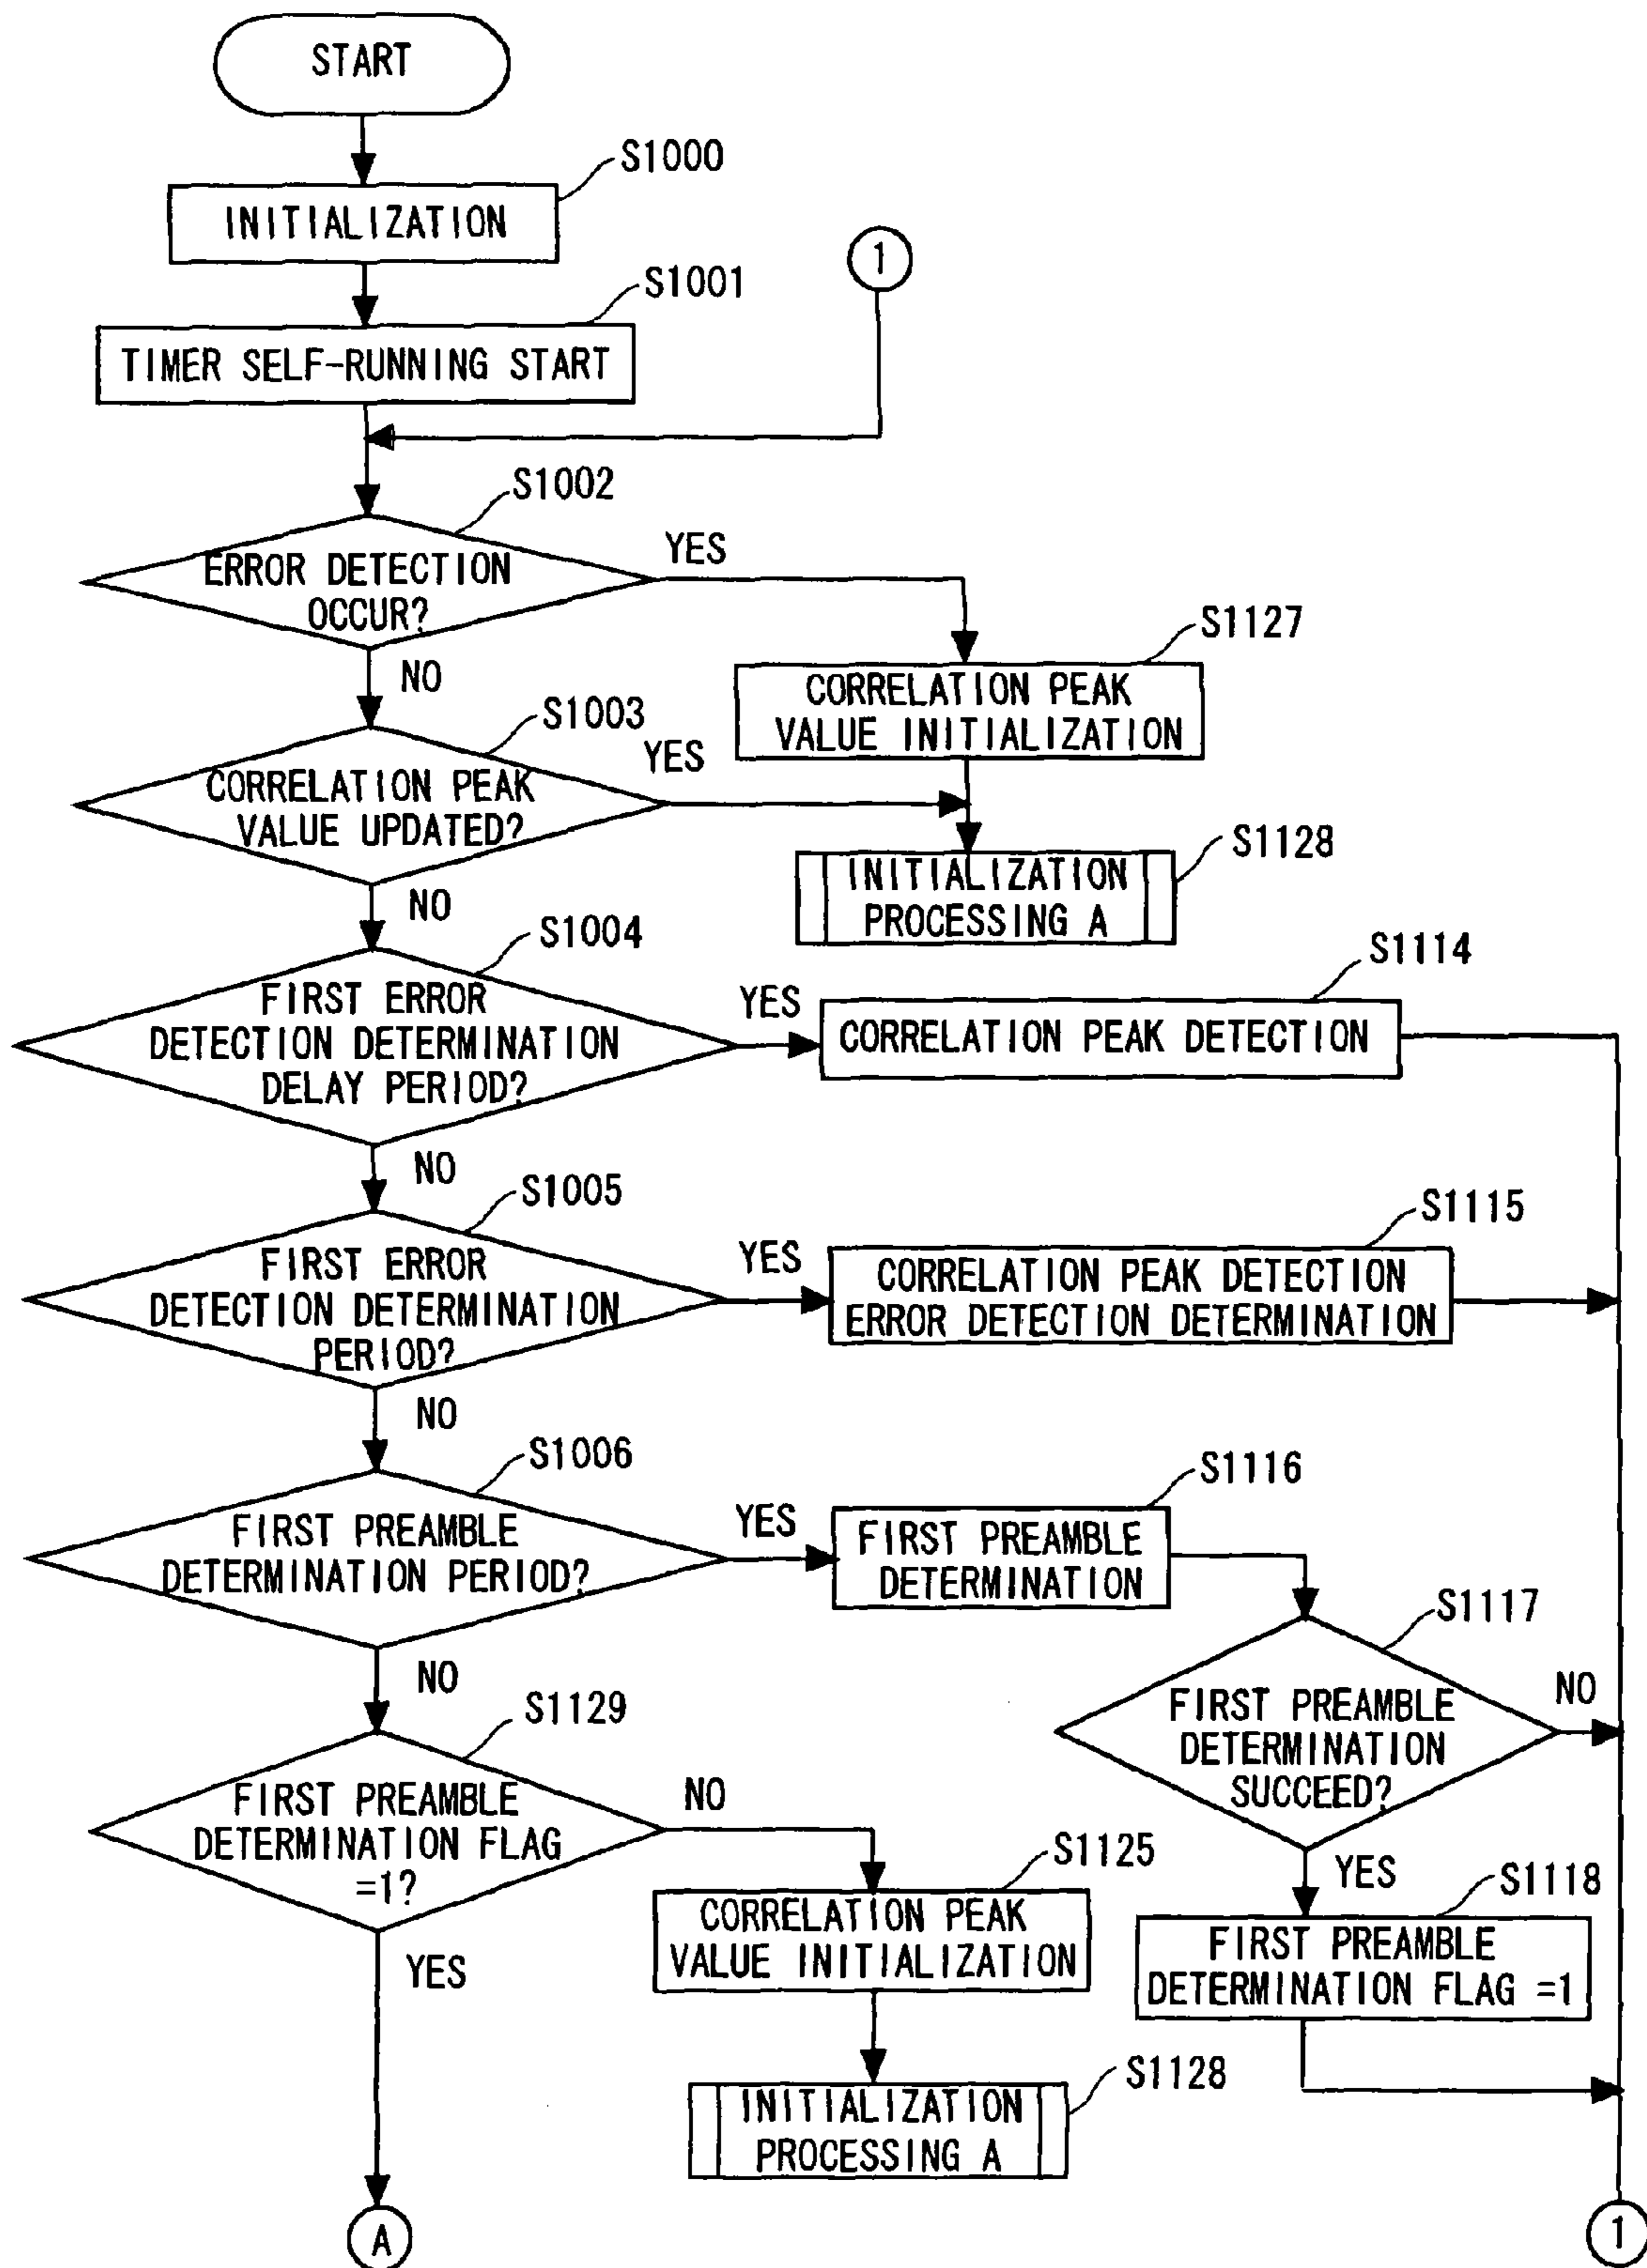 START
S1000
INITIALIZATION
1
S1001
TIMER SELF-RUNNING START
S1002
ERROR DETECTION
OCCUR?
YES
NO
S1127
CORRELATION PEAK
VALUE INITIALIZATION
S1003
CORRELATION PEAK
VALUE UPDATED?
YES
NO
S1128
INITIALIZATION
PROCESSING A
S1004
FIRST ERROR
DETECTION DETERMINATION
DELAY PERIOD?
YES
NO
S1114
CORRELATION PEAK DETECTION
S1005
FIRST ERROR
DETECTION DETERMINATION
PERIOD?
YES
NO
S1115
CORRELATION PEAK DETECTION
ERROR DETECTION DETERMINATION
S1006
FIRST PREAMBLE
DETERMINATION PERIOD?
YES
NO
S1116
FIRST PREAMBLE
DETERMINATION
S1117
FIRST PREAMBLE
DETERMINATION
SUCCEED?
NO
YES
S1118
FIRST PREAMBLE
DETERMINATION FLAG =1
S1129
FIRST PREAMBLE
DETERMINATION FLAG
=1?
NO
YES
S1125
CORRELATION PEAK
VALUE INITIALIZATION
S1128
INITIALIZATION
PROCESSING A
A
1